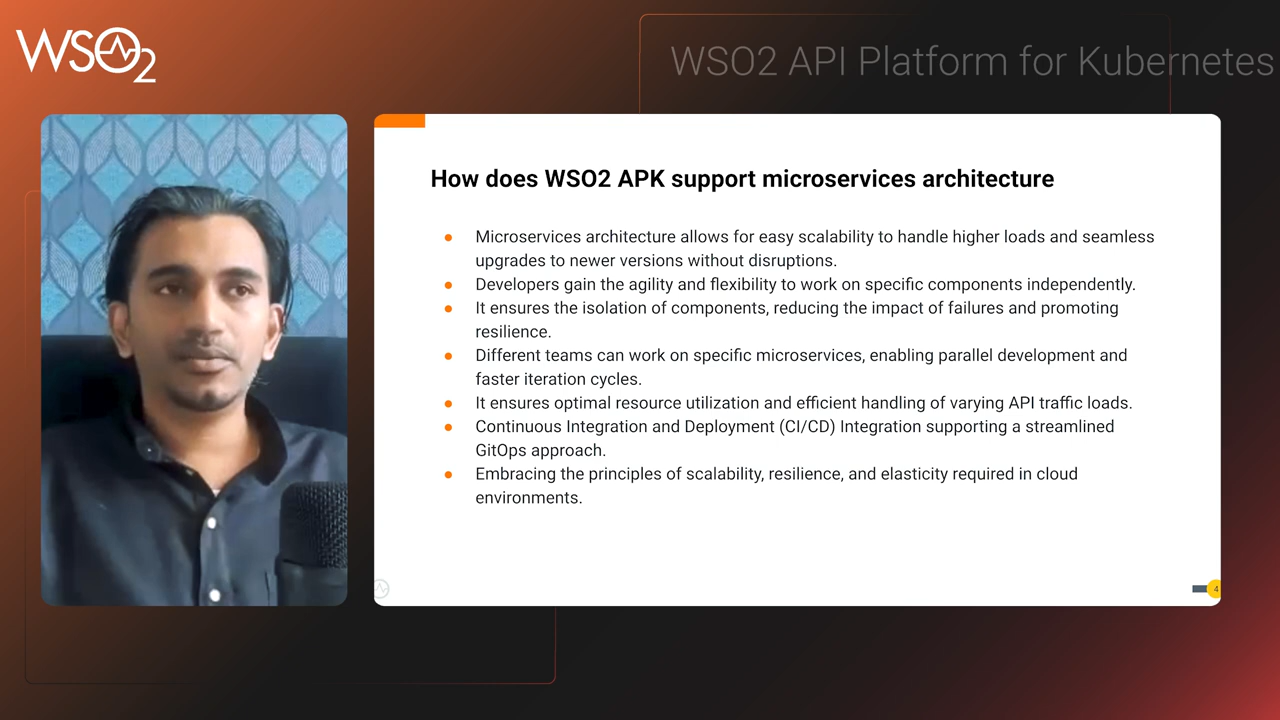 WSO2
WSO2 API Platform for Kubernetes
How does WSO2 APK support microservices architecture
Microservices architecture allows for easy scalability to handle higher loads and seamless
upgrades to newer versions without disruptions.
Developers gain the agility and flexibility to work on specific components independently.
It ensures the isolation of components, reducing the impact of failures and promoting
resilience.
Different teams can work on specific microservices, enabling parallel development and
faster iteration cycles.
It ensures optimal resource utilization and efficient handling of varying API traffic loads.
Continuous Integration and Deployment (CI/CD) Integration supporting a streamlined
GitOps approach.
Embracing the principles of scalability, resilience, and elasticity required in cloud
environments.
4